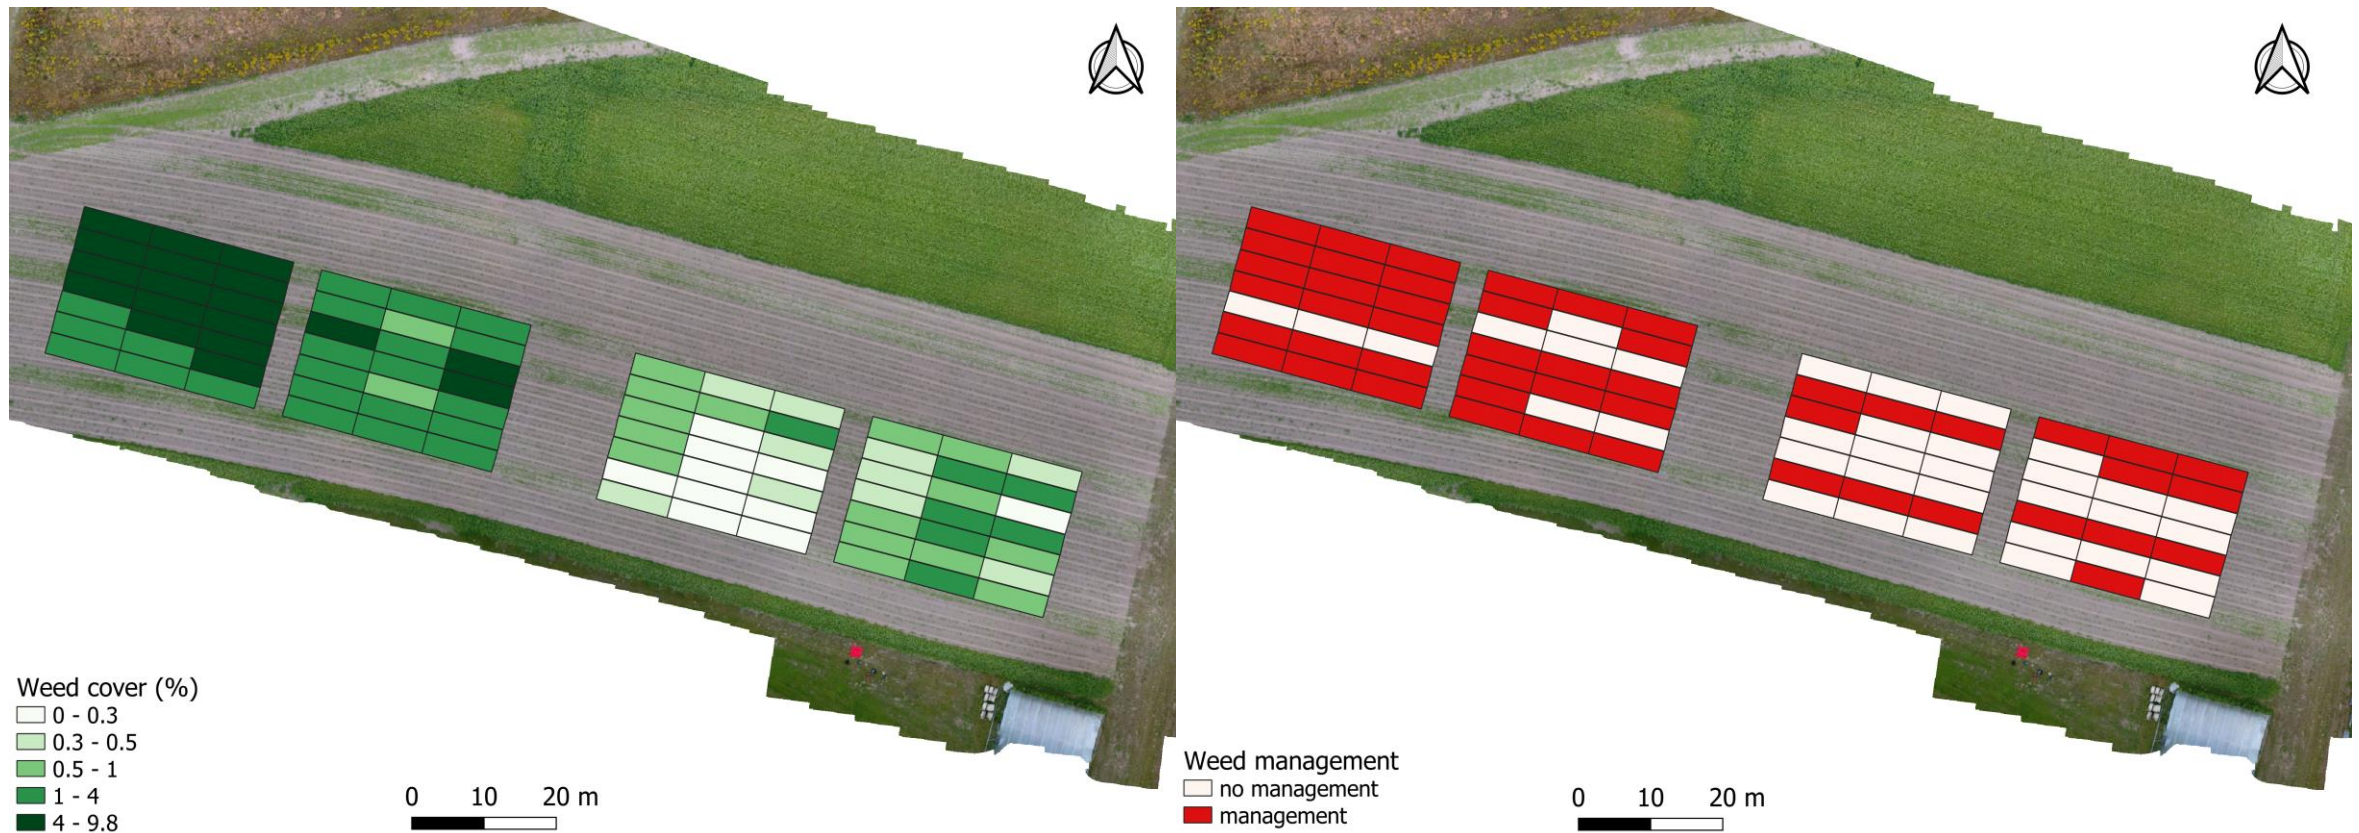 Weed cover (%)
0 - 0.3
0.3 - 0.5
0.5 - 1
1 - 4
4 - 9.8
0 10 20 m
Weed management
no management
management
0 10 20 m